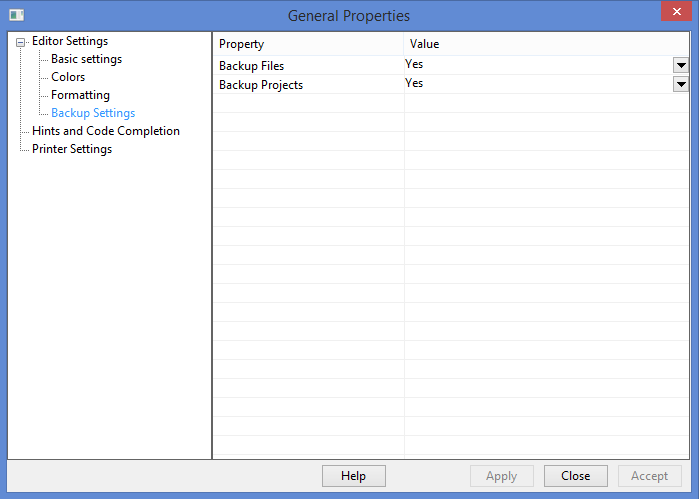 General Properties
Editor Settings
Basic settings
Colors
Formatting
Backup Settings
Hints and Code Completion
Printer Settings
Property Value
Backup Files Yes
Backup Projects Yes
Help Apply Close Accept